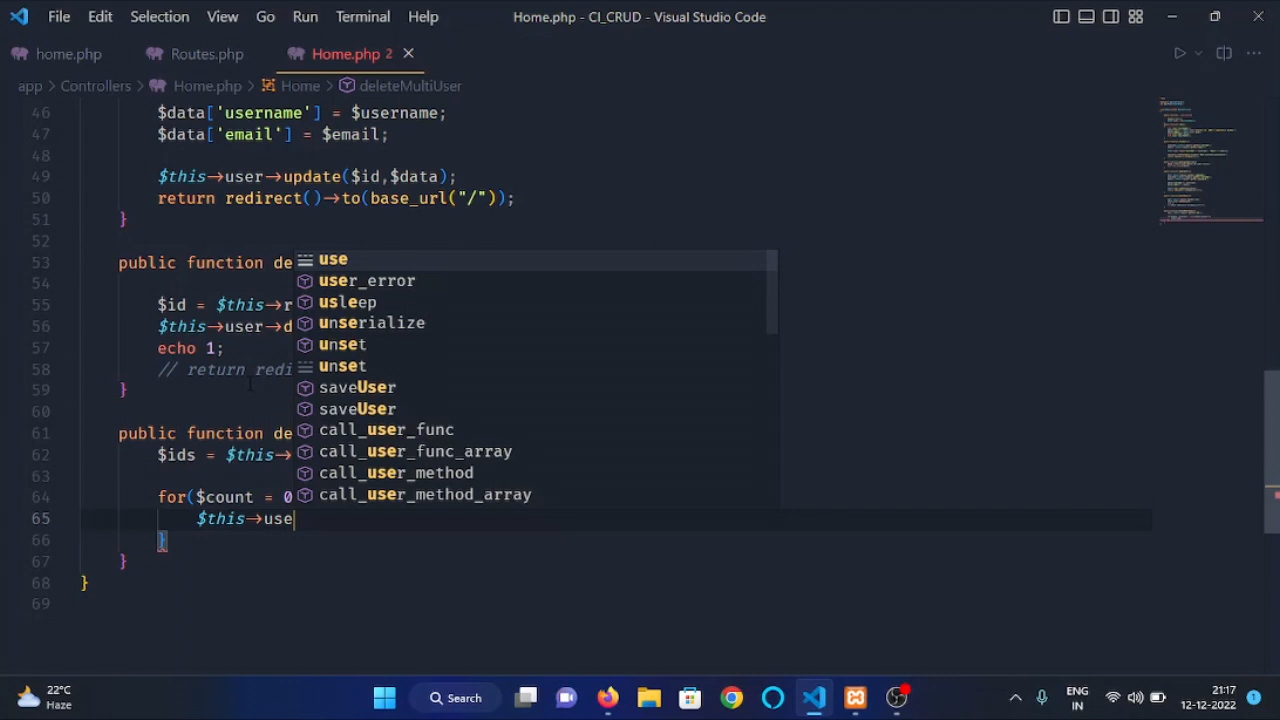 File Edit Selection View Go Run Terminal Help Home.php - CI_CRUD - Visual Studio Code
home.php Routes.php Home.php 2
app > Controllers > Home.php > Home > deleteMultiUser
46 $data['username'] = $username;
47 $data['email'] = $email;
48
49 $this->user->update($id,$data);
50 return redirect()->to(base_url("/"));
51 }
52
53 public function de
54
55 $id = $this->r
56 $this->user->d
57 echo 1;
58 // return redi
59 }
60
61 public function de
62 $ids = $this->
63
64 for($count = 0
65 $this->use
66 }
67 }
68 }
69
use
user_error
usleep
unserialize
unset
unset
saveUser
saveUser
call_user_func
call_user_func_array
call_user_method
call_user_method_array
22°C
Haze
Search
ENG
IN
21:17
12-12-2022
1